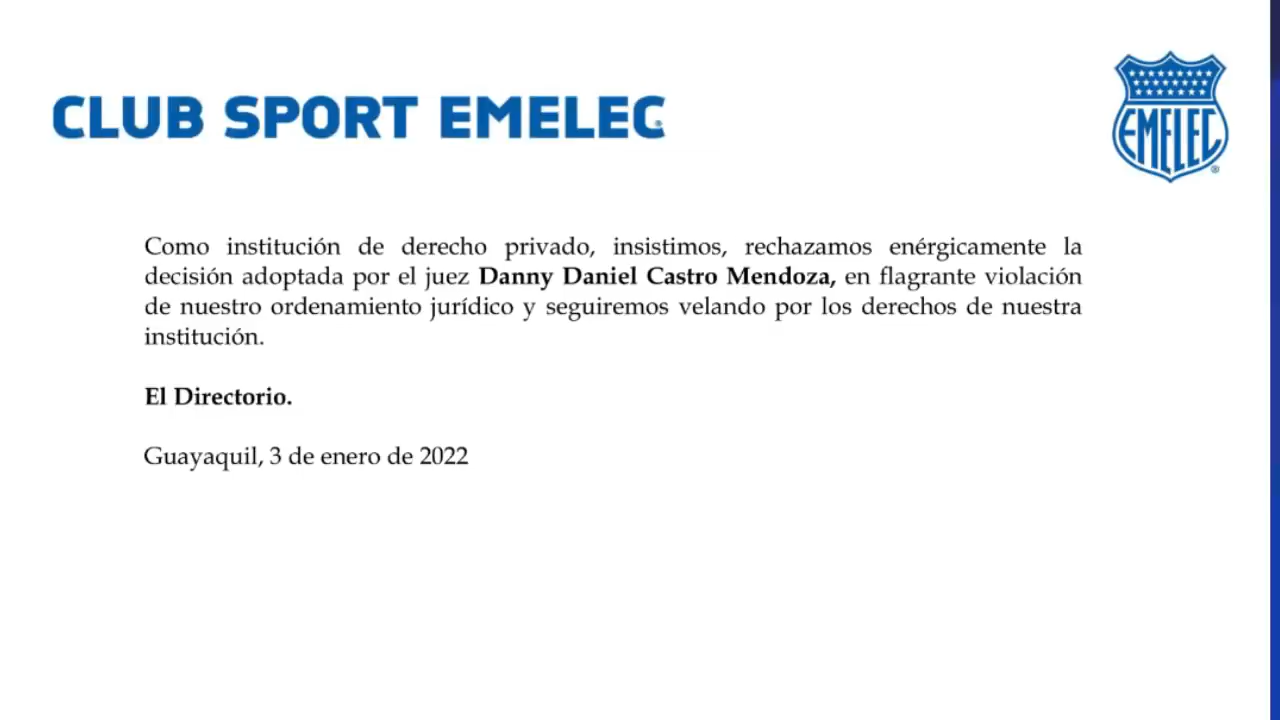 CLUB SPORT EMELEC
EMELEC
Como institución de derecho privado, insistimos, rechazamos enérgicamente la
decisión adoptada por el juez Danny Daniel Castro Mendoza, en flagrante violación
de nuestro ordenamiento jurídico y seguiremos velando por los derechos de nuestra
institución.
El Directorio.
Guayaquil, 3 de enero de 2022